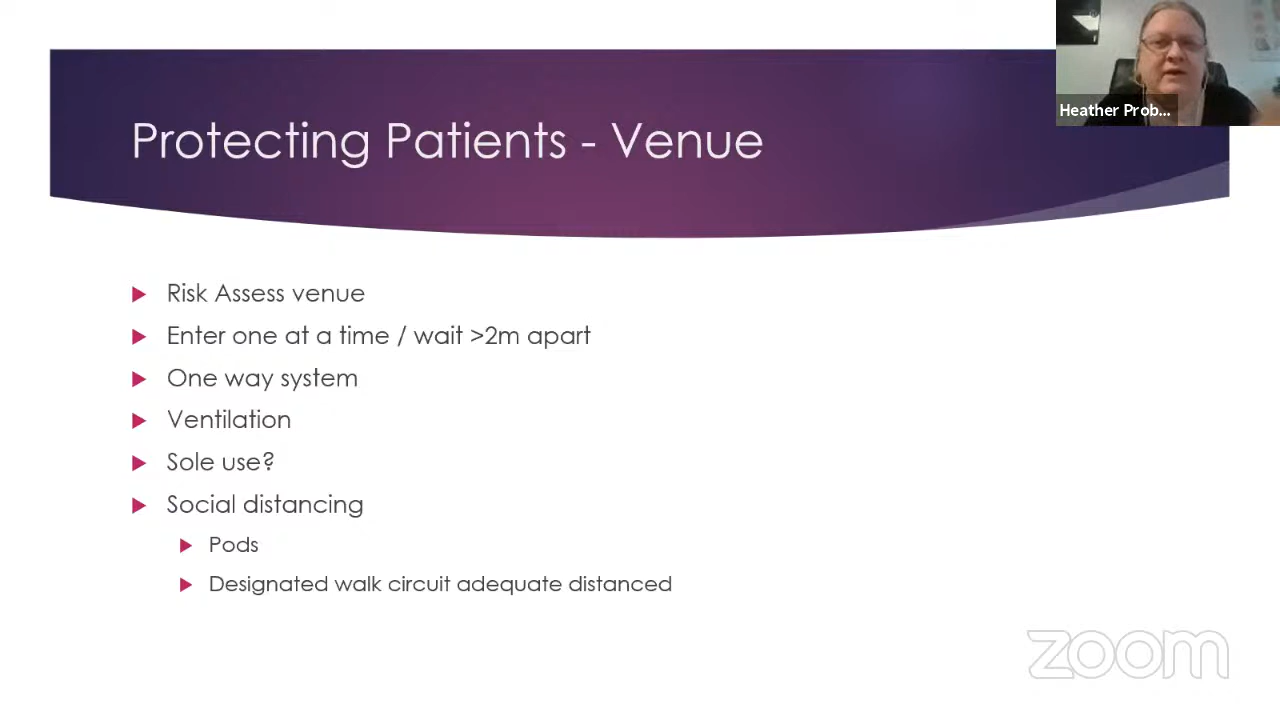 Protecting Patients - Venue
Heather Prob...
Risk Assess venue
Enter one at a time / wait >2m apart
One way system
Ventilation
Sole use?
Social distancing
Pods
Designated walk circuit adequate distanced
zoom